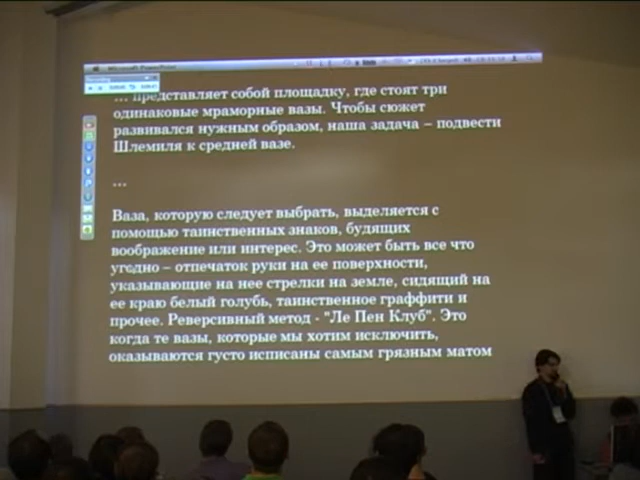 Microsoft PowerPoint
... представляет собой площадку, где стоят три
одинаковые мраморные вазы. Чтобы сюжет
развивался нужным образом, наша задача – подвести
Шлемиля к средней вазе.
...
Ваза, которую следует выбрать, выделяется с
помощью таинственных знаков, будящих
воображение или интерес. Это может быть все что
угодно – отпечаток руки на ее поверхности,
указывающие на нее стрелки на земле, сидящий на
ее краю белый голубь, таинственное граффити и
прочее. Реверсивный метод - "Ле Пен Клуб". Это
когда те вазы, которые мы хотим исключить,
оказываются густо исписаны самым грязным матом